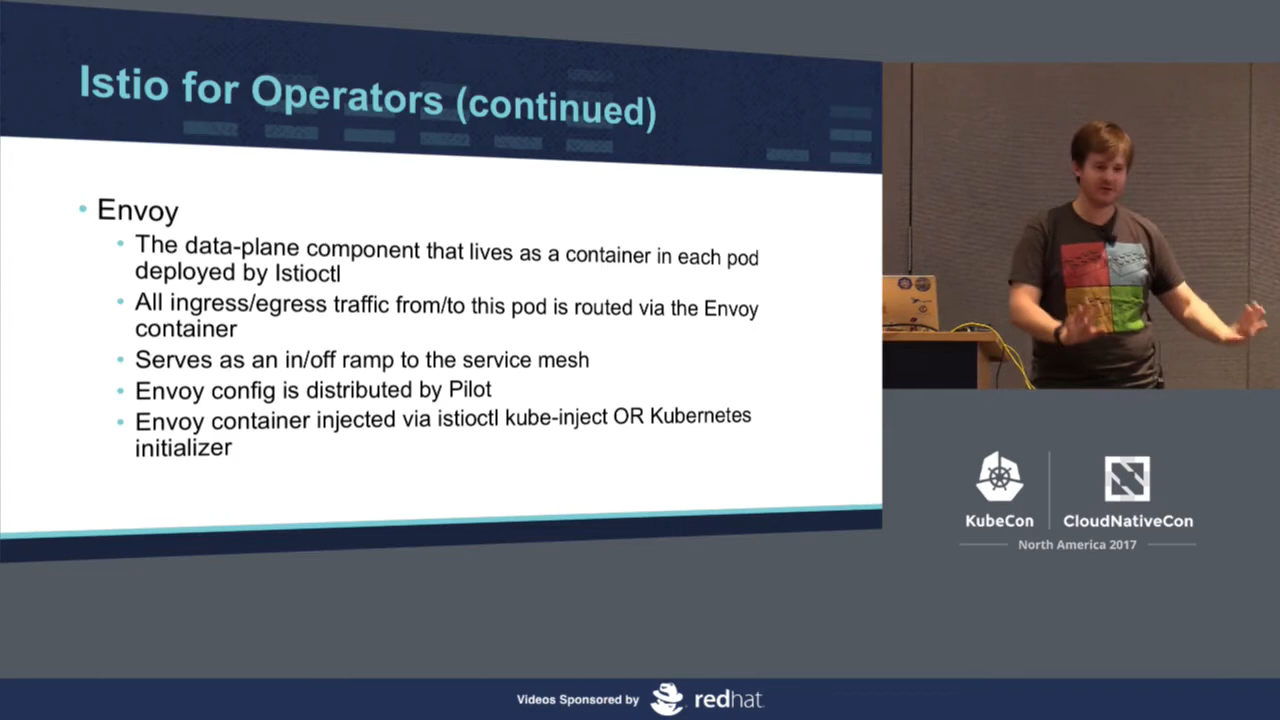 Istio for Operators (continued)
• Envoy
• The data-plane component that lives as a container in each pod
deployed by Istioctl
• All ingress/egress traffic from/to this pod is routed via the Envoy
container
• Serves as an in/off ramp to the service mesh
• Envoy config is distributed by Pilot
• Envoy container injected via istioctl kube-inject OR Kubernetes
initializer
KubeCon
CloudNativeCon
North America 2017
Videos Sponsored by
redhat